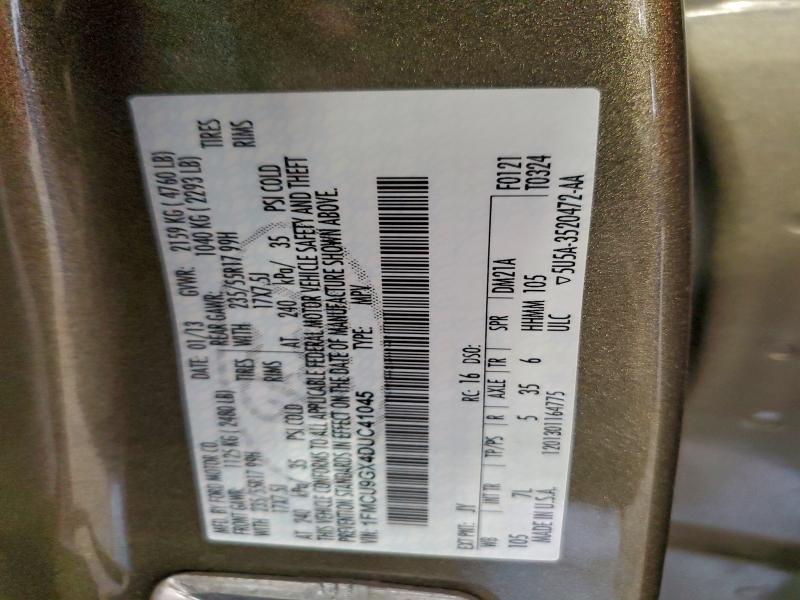 MFG. BY FORD MOTOR CO. DATE: 01/13 GVWR: 2159 KG ( 4760 LB)
FRONT GAWR: 1125 KG ( 2480 LB) REAR GAWR: 1040 KG ( 2293 LB)
WITH 235/55R17 99H TIRES WITH 235/55R17 99H TIRES
17X7.5J RIMS 17X7.5J RIMS
AT 240 kPa/ 35 PSI COLD AT 240 kPa/ 35 PSI COLD
THIS VEHICLE CONFORMS TO ALL APPLICABLE FEDERAL MOTOR VEHICLE SAFETY AND THEFT
PREVENTION STANDARDS IN EFFECT ON THE DATE OF MANUFACTURE SHOWN ABOVE.
VIN: 1FMCU9GX4DUC41045 TYPE: MPV
F0121
T0324
EXT PNT: JY RC: 16 DSO:
WB INT TR TP/PS R AXLE TR SPR DM21A
105 7L 5 35 6 HHMM 105
MADE IN U.S.A. 1201301164775 ULC ▽5U5A-3520472-AA